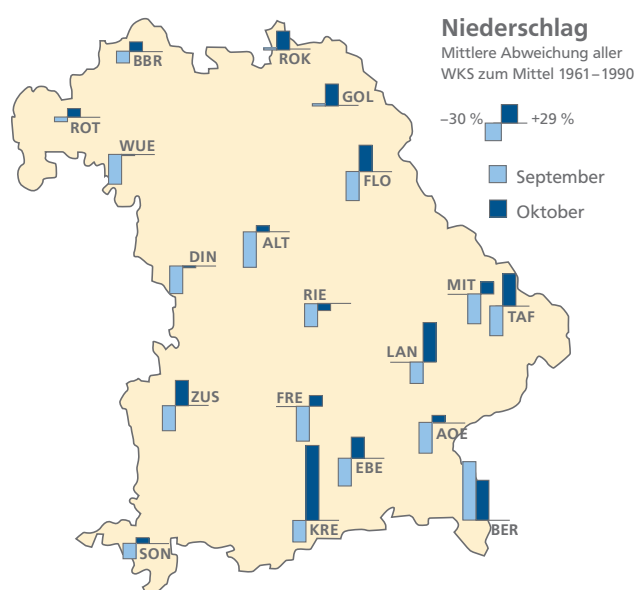 Niederschlag
Mittlere Abweichung aller
WKS zum Mittel 1961–1990
–30 %
+29 %
September
Oktober
BBR
ROK
GOL
ROT
WUE
FLO
ALT
DIN
MIT
RIE
TAF
LAN
ZUS
FRE
AOE
EBE
KRE
BER
SON